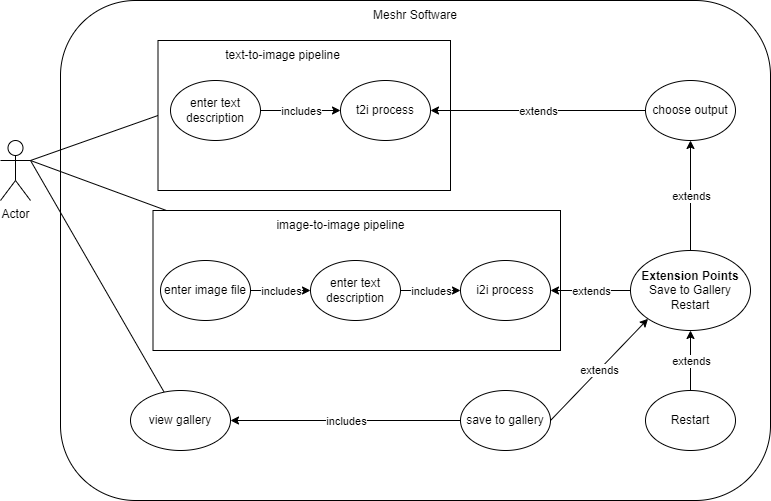 Meshr Software
text-to-image pipeline
enter text
description
includes
t2i process
extends
choose output
extends
Actor
image-to-image pipeline
enter image file
includes
enter text
description
includes
i2i process
extends
Extension Points
Save to Gallery
Restart
extends
extends
view gallery
includes
save to gallery
Restart